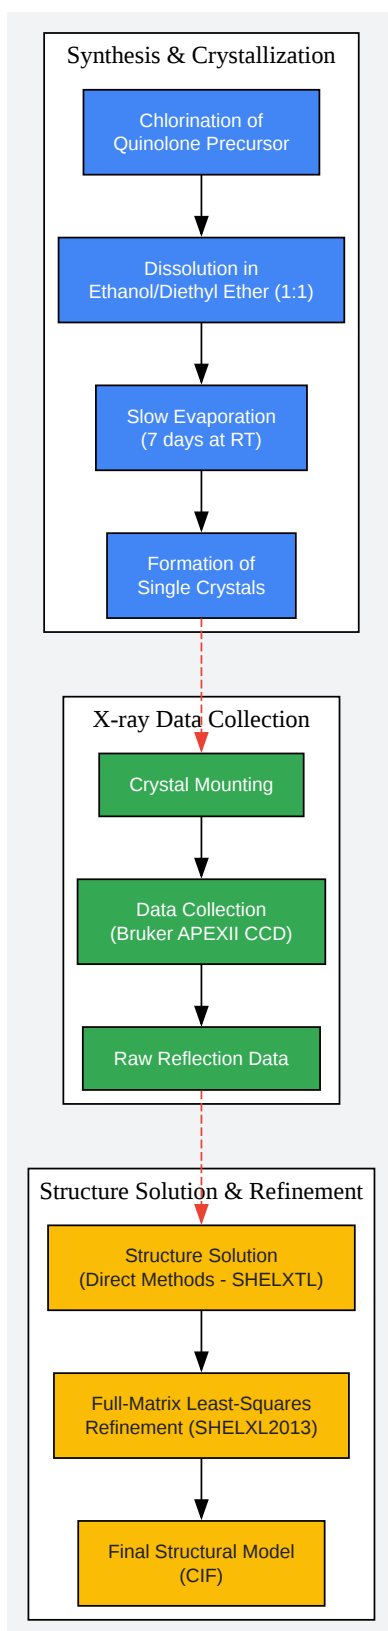 Synthesis & Crystallization
Chlorination of
Quinolone Precursor
Dissolution in
Ethanol/Diethyl Ether (1:1)
Slow Evaporation
(7 days at RT)
Formation of
Single Crystals
X-ray Data Collection
Crystal Mounting
Data Collection
(Bruker APEXII CCD)
Raw Reflection Data
Structure Solution & Refinement
Structure Solution
(Direct Methods - SHELXTL)
Full-Matrix Least-Squares
Refinement (SHELXL2013)
Final Structural Model
(CIF)